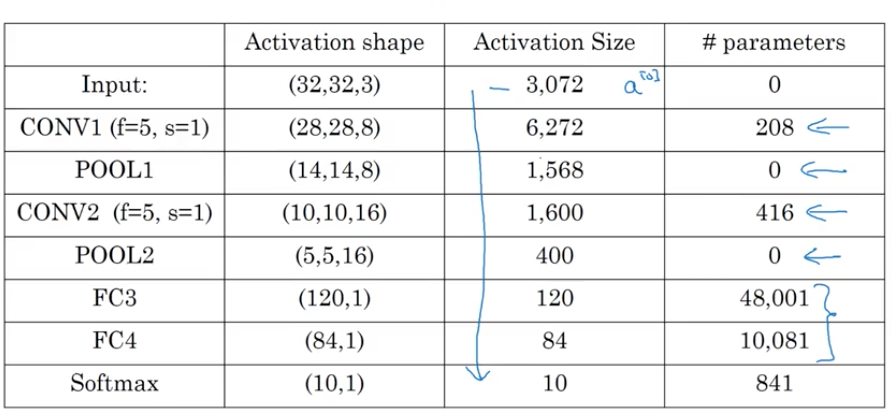 Activation shape Activation Size # parameters
Input: (32,32,3) — 3,072 a^[0] 0
CONV1 (f=5, s=1) (28,28,8) 6,272 208 ←
POOL1 (14,14,8) 1,568 0 ←
CONV2 (f=5, s=1) (10,10,16) 1,600 416 ←
POOL2 (5,5,16) 400 0 ←
FC3 (120,1) 120 48,001 }
FC4 (84,1) 84 10,081
Softmax (10,1) 10 841